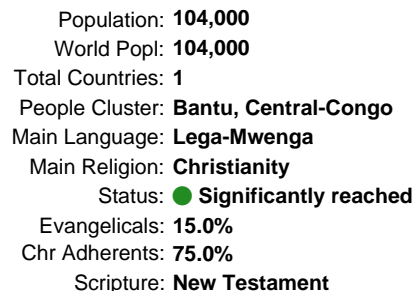 Population: 104,000
World Popl: 104,000
Total Countries: 1
People Cluster: Bantu, Central-Congo
Main Language: Lega-Mwenga
Main Religion: Christianity
Status: Significantly reached
Evangelicals: 15.0%
Chr Adherents: 75.0%
Scripture: New Testament